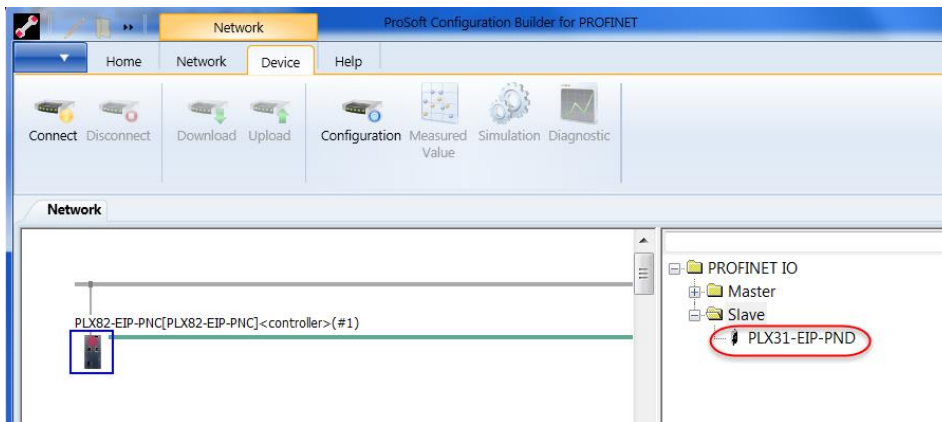 Network
ProSoft Configuration Builder for PROFINET
Home Network Device Help
Connect Disconnect Download Upload Configuration Measured Value Simulation Diagnostic
Network
PLX82-EIP-PNC[PLX82-EIP-PNC]<controller>(#1)
PROFINET IO
Master
Slave
PLX31-EIP-PND